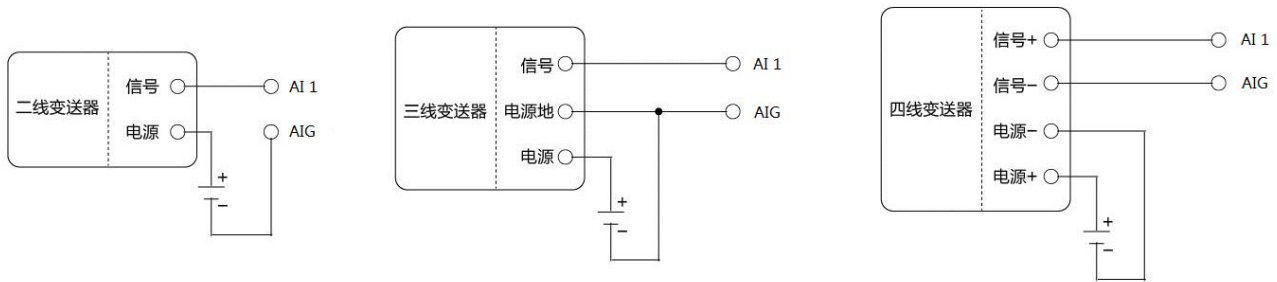 二线变送器
信号
AI 1
电源
AIG
+
−
三线变送器
信号
AI 1
电源地
AIG
电源
+
−
四线变送器
信号+
AI 1
信号−
AIG
电源−
电源+
+
−